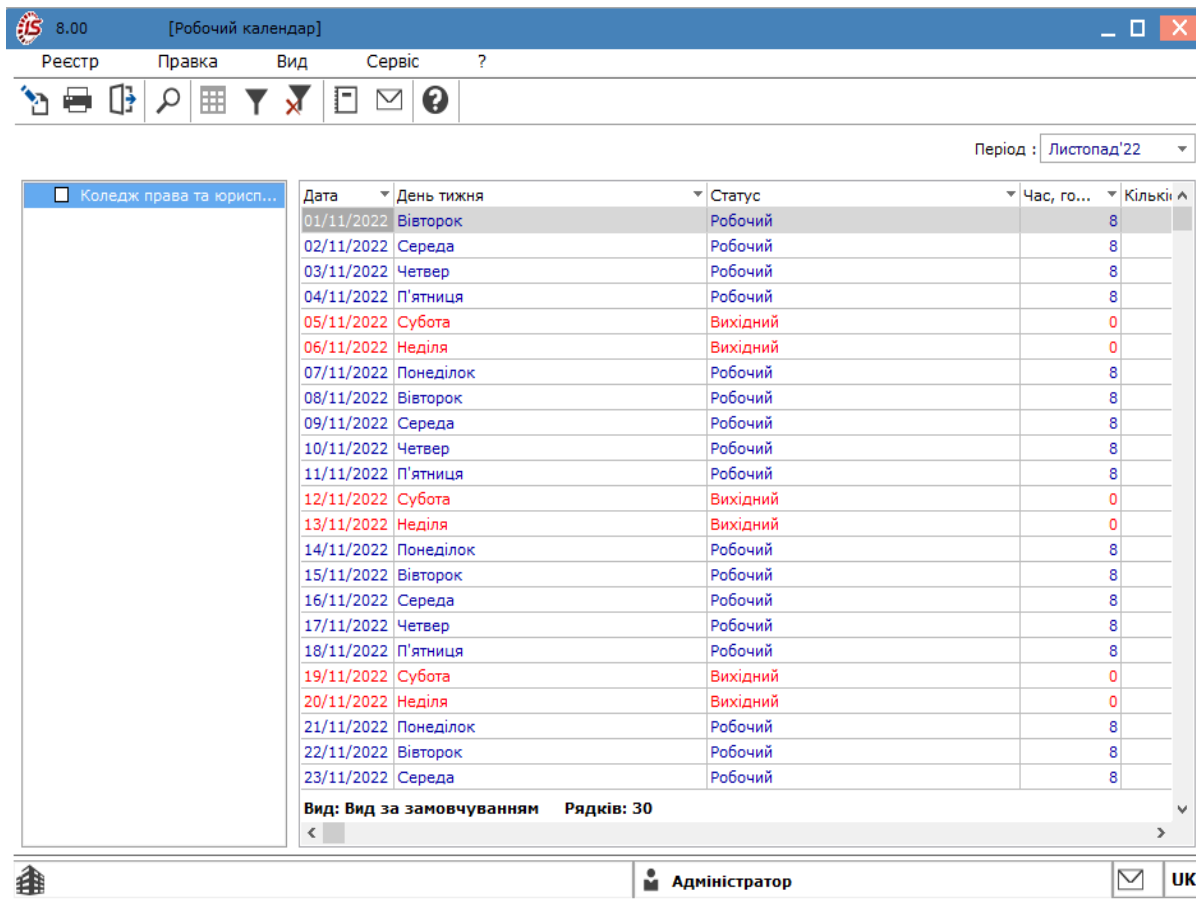 8.00 [Робочий календар]
Реєстр Правка Вид Сервіс ?
Період : Листопад'22
Коледж права та юрисп...
Дата День тижня Статус Час, го... Кількі
01/11/2022 Вівторок Робочий 8
02/11/2022 Середа Робочий 8
03/11/2022 Четвер Робочий 8
04/11/2022 П'ятниця Робочий 8
05/11/2022 Субота Вихідний 0
06/11/2022 Неділя Вихідний 0
07/11/2022 Понеділок Робочий 8
08/11/2022 Вівторок Робочий 8
09/11/2022 Середа Робочий 8
10/11/2022 Четвер Робочий 8
11/11/2022 П'ятниця Робочий 8
12/11/2022 Субота Вихідний 0
13/11/2022 Неділя Вихідний 0
14/11/2022 Понеділок Робочий 8
15/11/2022 Вівторок Робочий 8
16/11/2022 Середа Робочий 8
17/11/2022 Четвер Робочий 8
18/11/2022 П'ятниця Робочий 8
19/11/2022 Субота Вихідний 0
20/11/2022 Неділя Вихідний 0
21/11/2022 Понеділок Робочий 8
22/11/2022 Вівторок Робочий 8
23/11/2022 Середа Робочий 8
Вид: Вид за замовчуванням Рядків: 30
Адміністратор UK